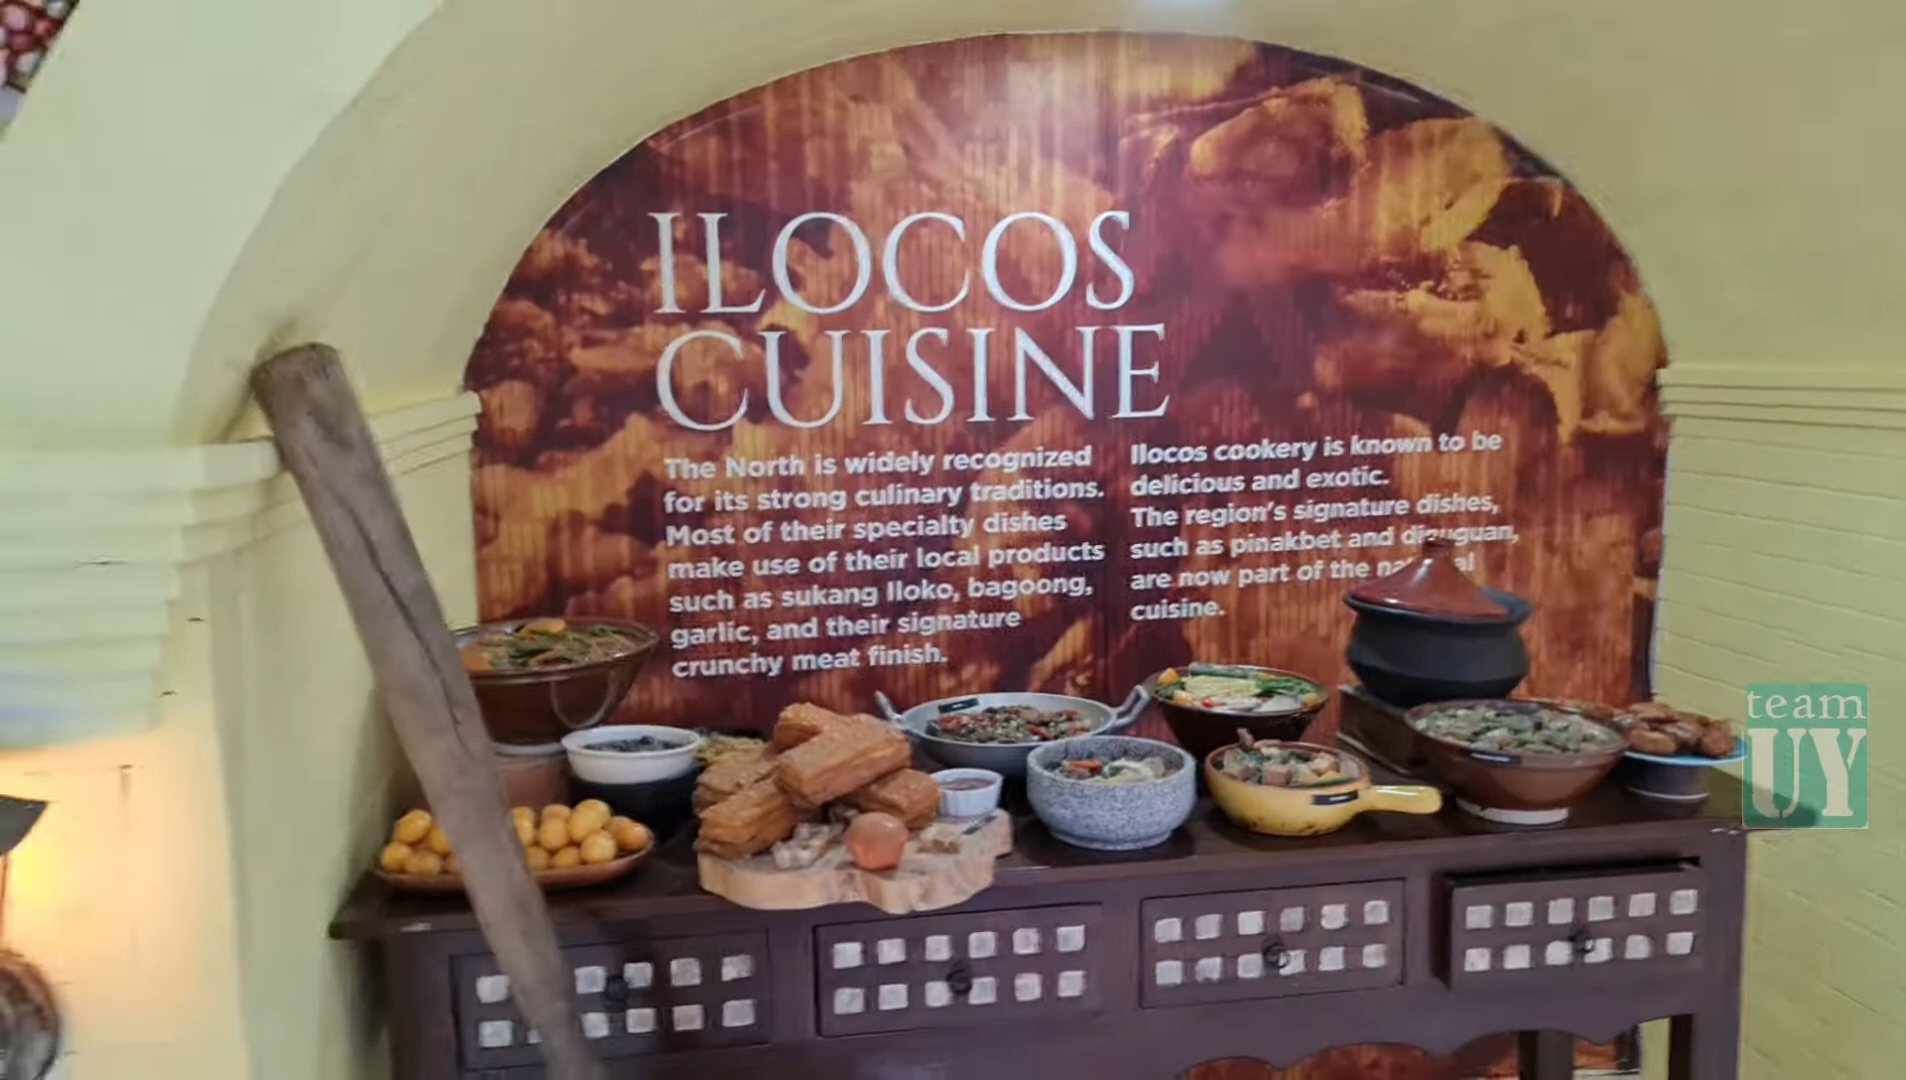 ILOCOS
CUISINE
The North is widely recognized
for its strong culinary traditions.
Most of their specialty dishes
make use of their local products
such as sukang Iloko, bagoong,
garlic, and their signature
crunchy meat finish.
Ilocos cookery is known to be
delicious and exotic.
The region's signature dishes,
such as pinakbet and dinuguan,
are now part of the national
cuisine.
team
UY